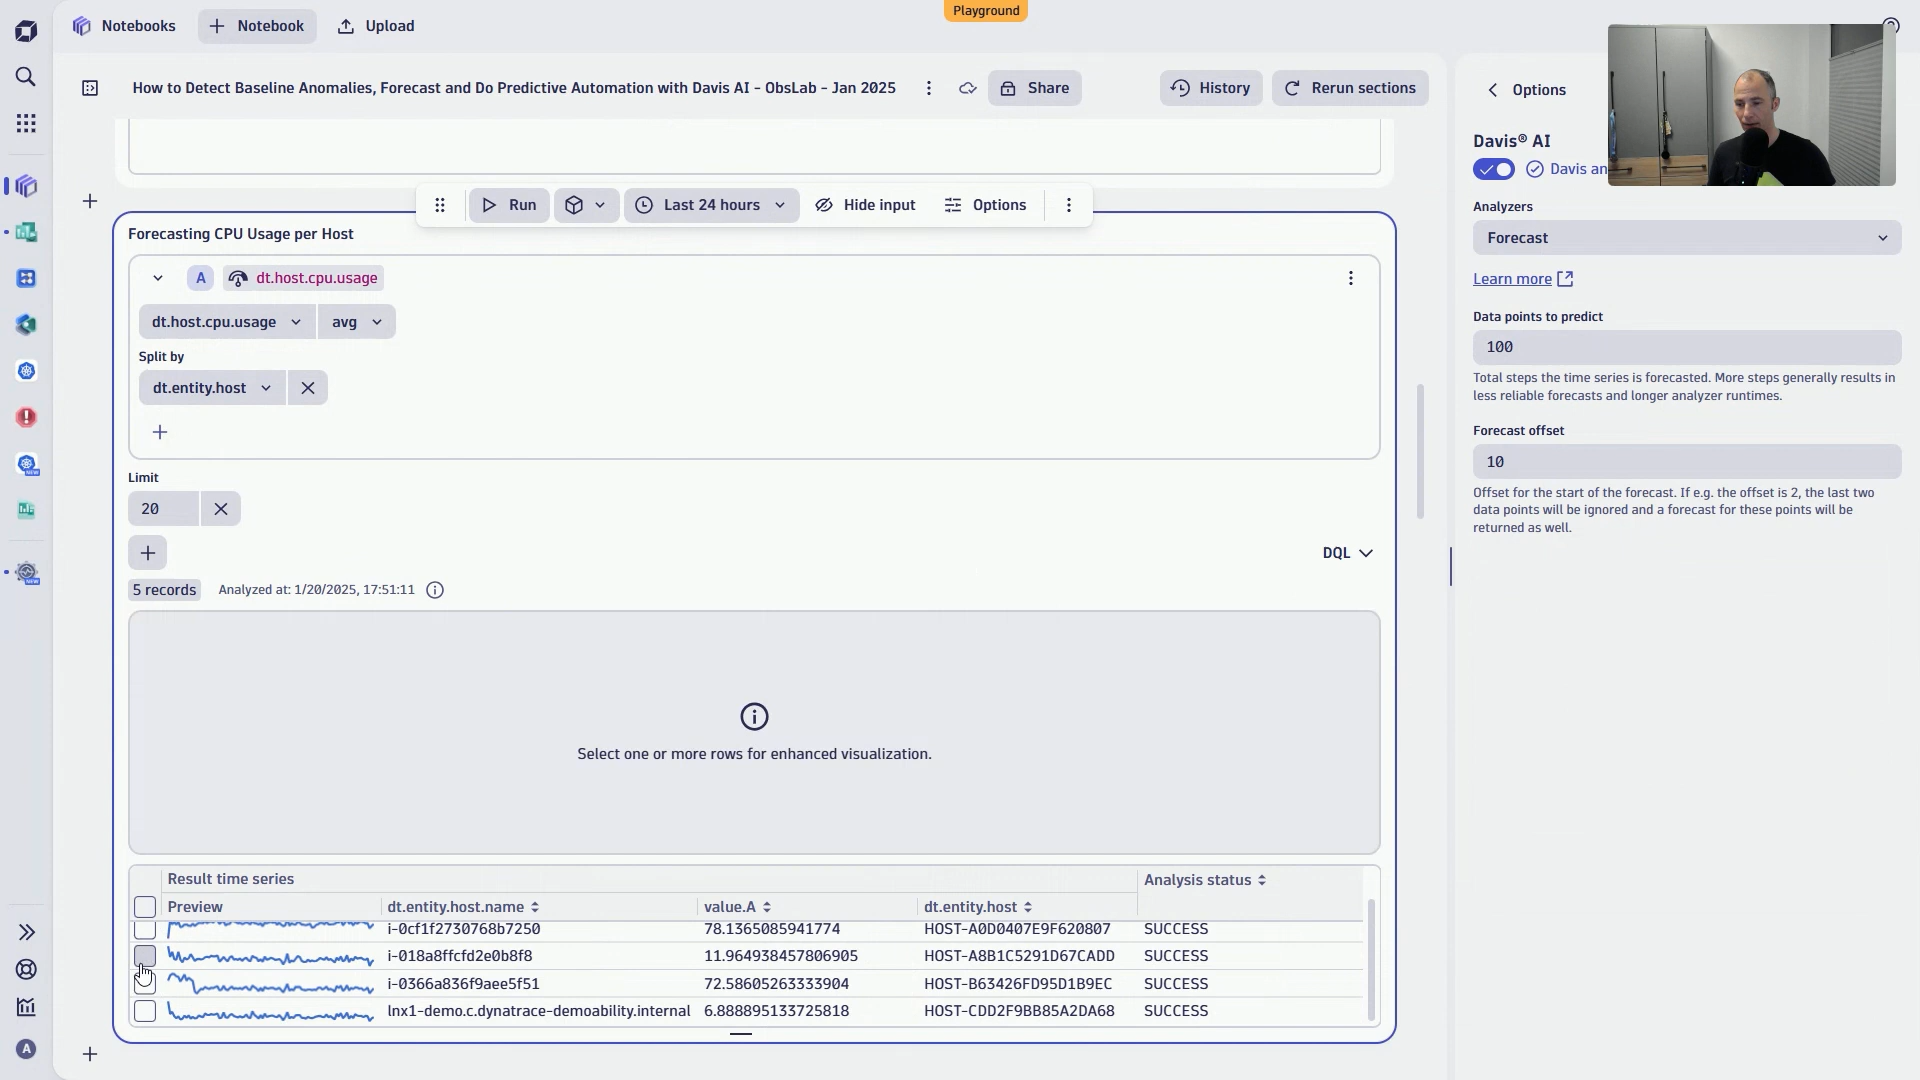 Playground
Notebooks
Notebook
Upload
How to Detect Baseline Anomalies, Forecast and Do Predictive Automation with Davis AI - ObsLab - Jan 2025
Share
History
Rerun sections
Options
Davis® AI
Davis an
Analyzers
Forecast
Learn more
Data points to predict
100
Total steps the time series is forecasted. More steps generally results in
less reliable forecasts and longer analyzer runtimes.
Forecast offset
10
Offset for the start of the forecast. If e.g. the offset is 2, the last two
data points will be ignored and a forecast for these points will be
returned as well.
Run
Last 24 hours
Hide input
Options
Forecasting CPU Usage per Host
A
dt.host.cpu.usage
dt.host.cpu.usage
avg
Split by
dt.entity.host
Limit
20
DQL
5 records
Analyzed at: 1/20/2025, 17:51:11
Select one or more rows for enhanced visualization.
Result time series
Analysis status
Preview
dt.entity.host.name
value.A
dt.entity.host
i-0cf1f2730768b7250
78.1365085941774
HOST-A0D0407E9F620807
SUCCESS
i-018a8ffcfd2e0b8f8
11.964938457806905
HOST-A8B1C5291D67CADD
SUCCESS
i-0366a836f9aee5f51
72.58605263333904
HOST-B63426FD95D1B9EC
SUCCESS
lnx1-demo.c.dynatrace-demoability.internal
6.888895133725818
HOST-CDD2F9BB85A2DA68
SUCCESS
NEW
NEW
A